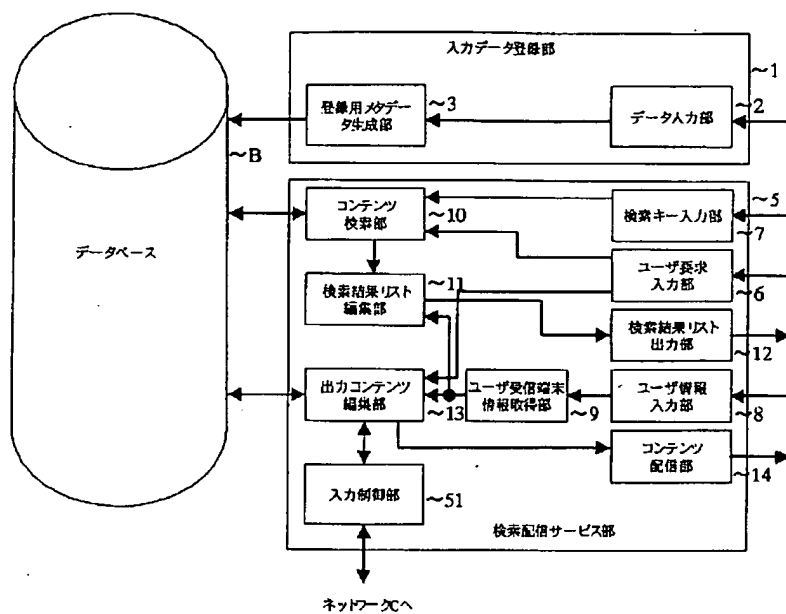 入力データ登録部
~1
登録用メタデー
タ生成部
~3
データ入力部
~2
~B
データベース
コンテンツ
検索部
~10
検索キー入力部
~5
~7
ユーザ要求
入力部
~6
検索結果リスト
編集部
~11
検索結果リスト
出力部
~12
出力コンテンツ
編集部
~13
ユーザ受信端末
情報取得部
~9
ユーザ情報
入力部
~8
コンテンツ
配信部
~14
入力制御部
~51
検索配信サービス部
ネットワークCへ